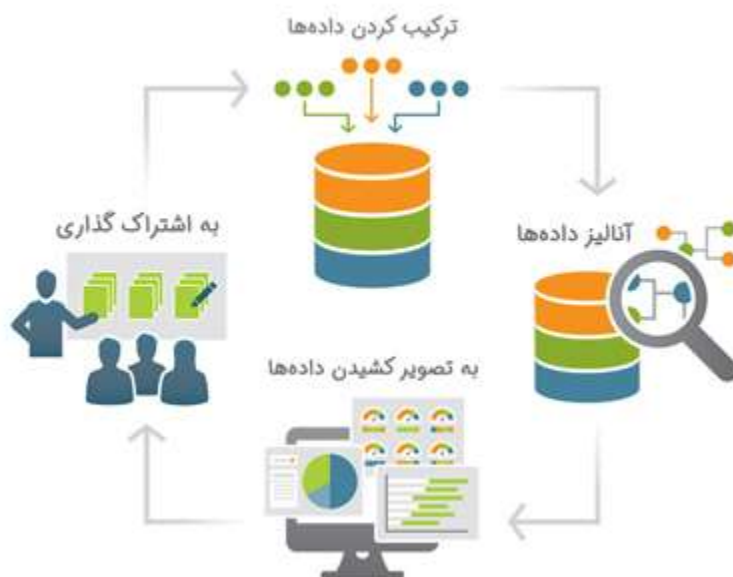 ترکیب کردن داده‌ها
آنالیز داده‌ها
به تصویر کشیدن داده‌ها
به اشتراک گذاری